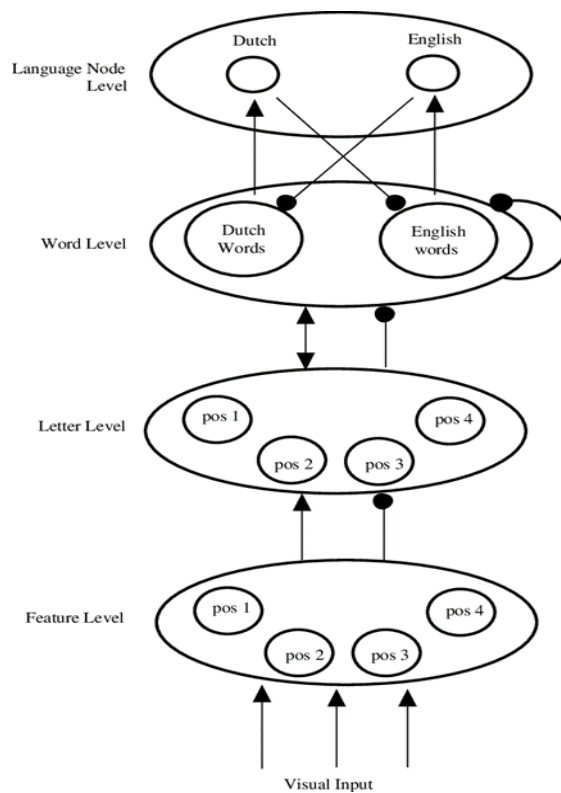 Dutch
English
Language Node
Level
Word Level
Dutch
Words
English
words
Letter Level
pos 1
pos 4
pos 2
pos 3
Feature Level
pos 1
pos 4
pos 2
pos 3
Visual Input